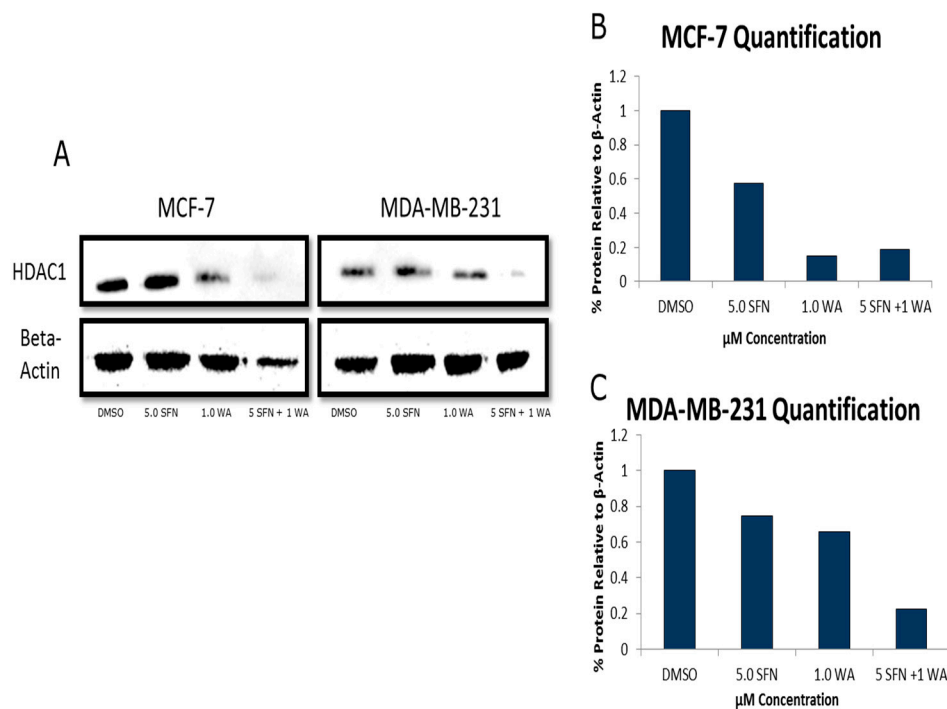 A
MCF-7
MDA-MB-231
HDAC1
Beta-
Actin
DMSO 5.0 SFN 1.0 WA 5 SFN + 1 WA DMSO 5.0 SFN 1.0 WA 5 SFN + 1 WA
B
MCF-7 Quantification
% Protein Relative to β-Actin
1.2
1
0.8
0.6
0.4
0.2
0
DMSO 5.0 SFN 1.0 WA 5 SFN +1 WA
µM Concentration
C
MDA-MB-231 Quantification
% Protein Relative to β-Actin
1.2
1
0.8
0.6
0.4
0.2
0
DMSO 5.0 SFN 1.0 WA 5 SFN +1 WA
µM Concentration